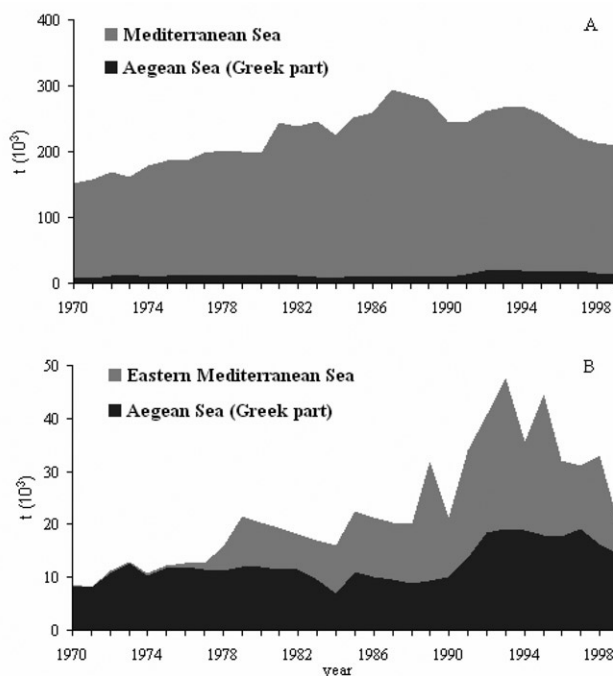 400
A
Mediterranean Sea
Aegean Sea (Greek part)
300
t (10³)
200
100
0
1970 1974 1978 1982 1986 1990 1994 1998
50
B
Eastern Mediterranean Sea
40
Aegean Sea (Greek part)
30
t (10³)
20
10
0
1970 1974 1978 1982 1986 1990 1994 1998
year